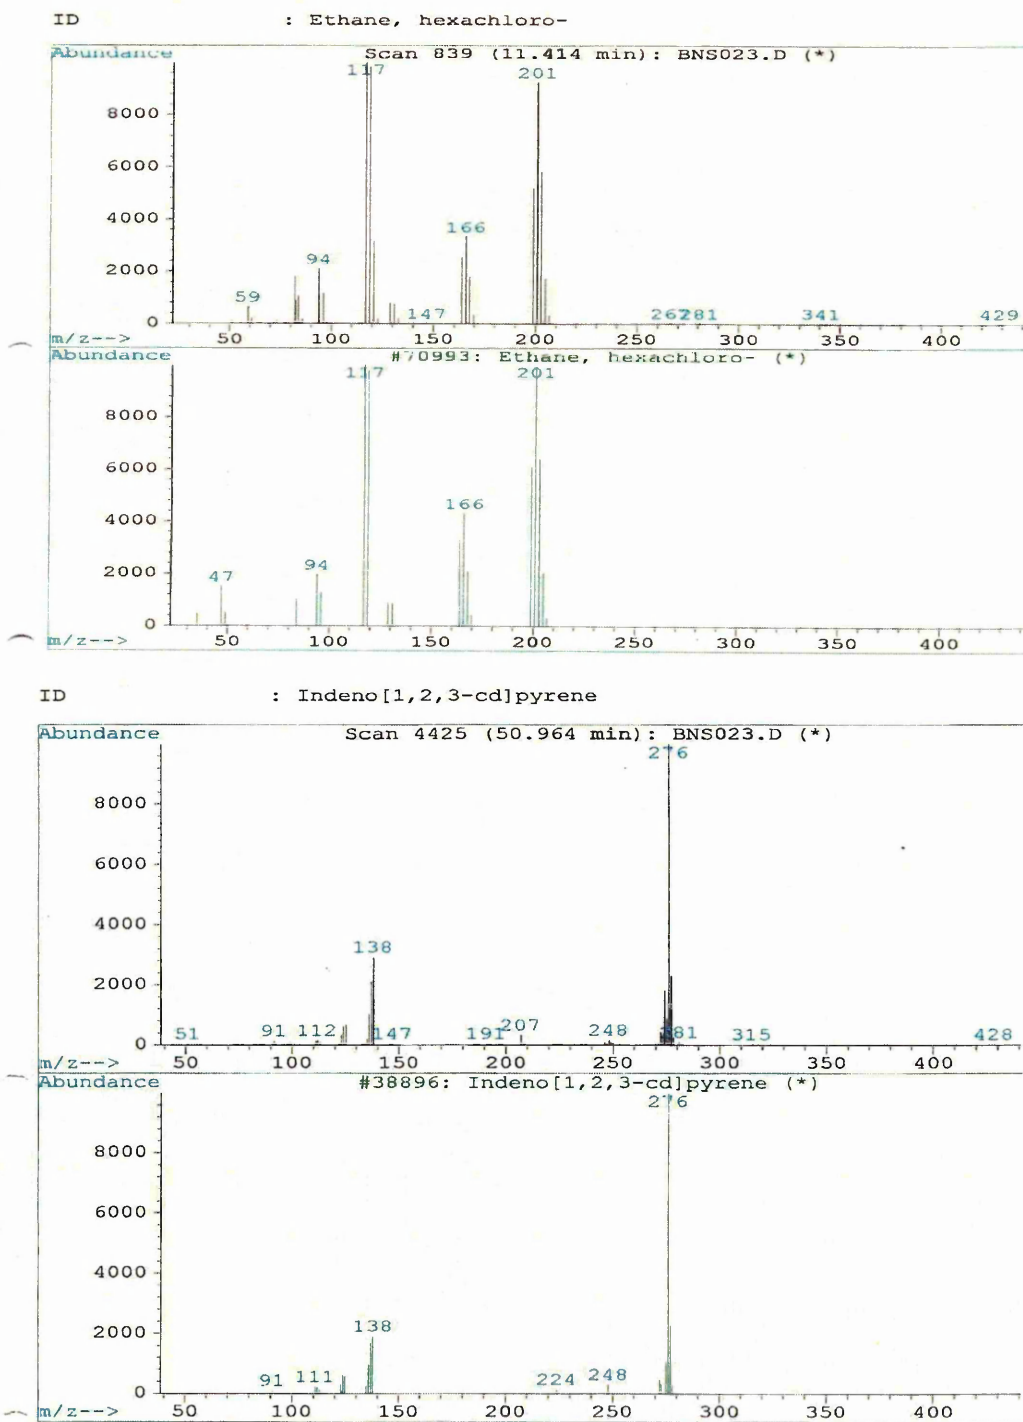 ID : Ethane, hexachloro-
Abundance Scan 839 (11.414 min): BNS023.D (*)
117 201
8000
6000
4000
166
2000 94
59
0 147 267 281 341 429
m/z--> 50 100 150 200 250 300 350 400
Abundance #70993: Ethane, hexachloro- (*)
117 201
8000
6000
4000 166
2000 47 94
0
m/z--> 50 100 150 200 250 300 350 400
ID : Indeno[1,2,3-cd]pyrene
Abundance Scan 4425 (50.964 min): BNS023.D (*)
276
8000
6000
4000
138
2000
0 51 91 112 147 191 207 248 281 315 428
m/z--> 50 100 150 200 250 300 350 400
Abundance #38896: Indeno[1,2,3-cd]pyrene (*)
276
8000
6000
4000
2000 138
0 91 111 224 248
m/z--> 50 100 150 200 250 300 350 400